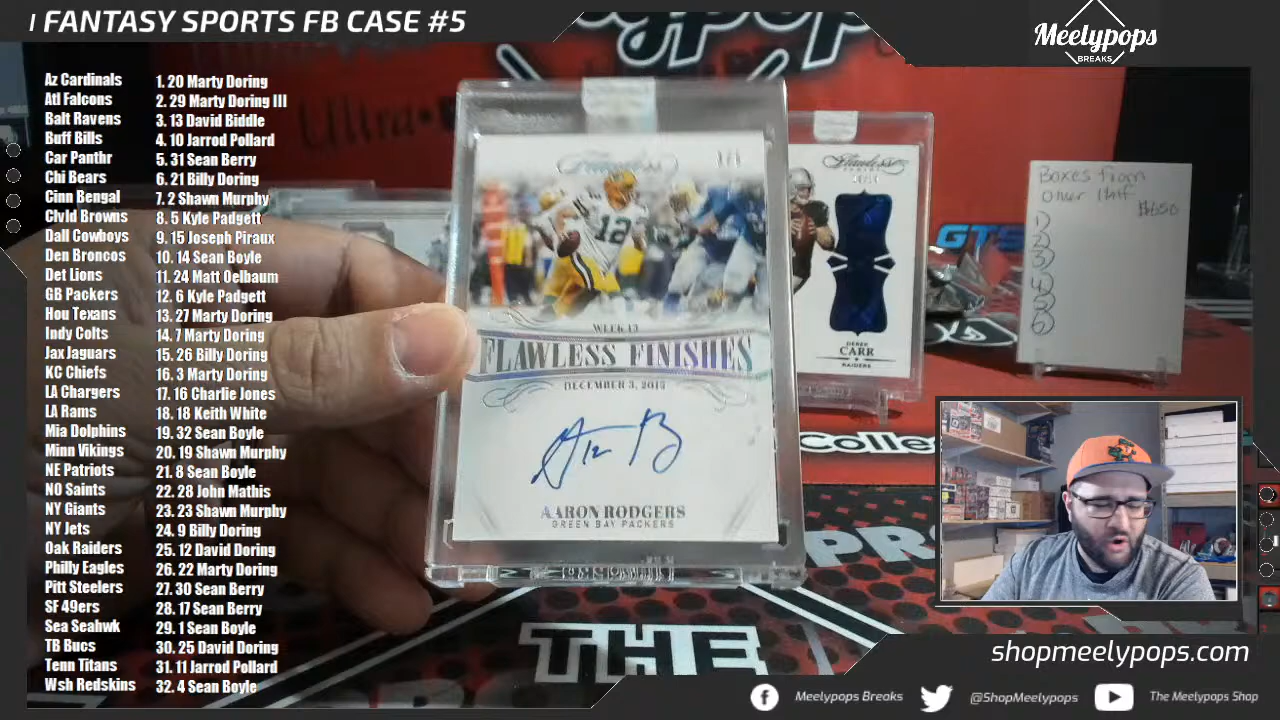 FANTASY SPORTS FB CASE #5
Meelypops
BREAKS
Az Cardinals 1. 20 Marty Doring
Atl Falcons 2. 29 Marty Doring III
Balt Ravens 3. 13 David Biddle
Buff Bills 4. 10 Jarrod Pollard
Car Panthr 5. 31 Sean Berry
Chi Bears 6. 21 Billy Doring
Cinn Bengal 7. 2 Shawn Murphy
Clvld Browns 8. 5 Kyle Padgett
Dall Cowboys 9. 15 Joseph Piraux
Den Broncos 10. 14 Sean Boyle
Det Lions 11. 24 Matt Oelbaum
GB Packers 12. 6 Kyle Padgett
Hou Texans 13. 27 Marty Doring
Indy Colts 14. 7 Marty Doring
Jax Jaguars 15. 26 Billy Doring
KC Chiefs 16. 3 Marty Doring
LA Chargers 17. 16 Charlie Jones
LA Rams 18. 18 Keith White
Mia Dolphins 19. 32 Sean Boyle
Minn Vikings 20. 19 Shawn Murphy
NE Patriots 21. 8 Sean Boyle
NO Saints 22. 28 John Mathis
NY Giants 23. 23 Shawn Murphy
NY Jets 24. 9 Billy Doring
Oak Raiders 25. 12 David Doring
Philly Eagles 26. 22 Marty Doring
Pitt Steelers 27. 30 Sean Berry
SF 49ers 28. 17 Sean Berry
Sea Seahwk 29. 1 Sean Boyle
TB Bucs 30. 25 David Doring
Tenn Titans 31. 11 Jarrod Pollard
Wsh Redskins 32. 4 Sean Boyle
Flawless
12
WEEK 13
FLAWLESS FINISHES
DECEMBER 3, 2015
AARON RODGERS
GREEN BAY PACKERS
Flawless
DEREK
CARR
RAIDERS
Boxes from
$650
1
2
3
4
5
6
GTS
Ultra
Colle
THE
shopmeelypops.com
Meelypops Breaks
@ShopMeelypops
The Meelypops Shop